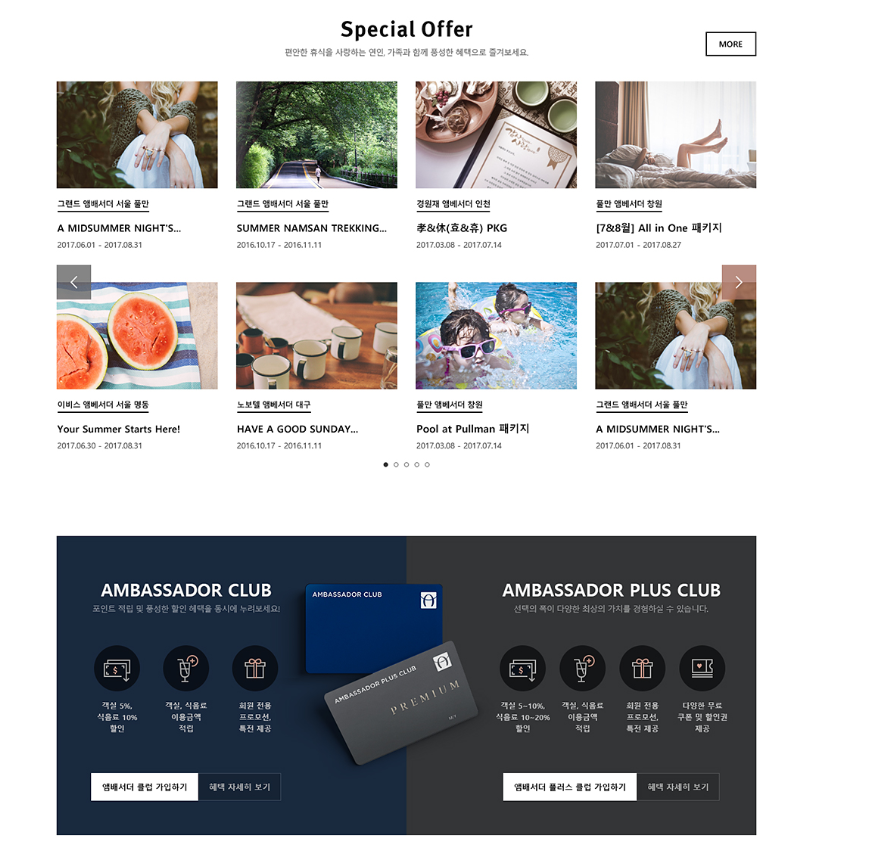 Special Offer
편안한 휴식을 사랑하는 연인, 가족과 함께 풍성한 혜택으로 즐겨보세요.
MORE
그랜드 앰배서더 서울 풀만
A MIDSUMMER NIGHT'S...
2017.06.01 - 2017.08.31
그랜드 앰배서더 서울 풀만
SUMMER NAMSAN TREKKING...
2016.10.17 - 2016.11.11
경원재 앰베서더 인천
孝&休(효&휴) PKG
2017.03.08 - 2017.07.14
풀만 앰베서더 창원
[7&8월] All in One 패키지
2017.07.01 - 2017.08.27
이비스 앰베서더 서울 명동
Your Summer Starts Here!
2017.06.30 - 2017.08.31
노보텔 앰베서더 대구
HAVE A GOOD SUNDAY...
2016.10.17 - 2016.11.11
풀만 앰베서더 창원
Pool at Pullman 패키지
2017.03.08 - 2017.07.14
그랜드 앰배서더 서울 풀만
A MIDSUMMER NIGHT'S...
2017.06.01 - 2017.08.31
AMBASSADOR CLUB
포인트 적립 및 풍성한 할인 혜택을 동시에 누리보세요!
객실 5%,
식음료 10%
할인
객실, 식음료
이용금액
적립
회원 전용
프로모션,
특전 제공
앰배서더 클럽 가입하기
혜택 자세히 보기
AMBASSADOR CLUB
AMBASSADOR PLUS CLUB
PREMIUM
AMBASSADOR PLUS CLUB
선택의 폭이 다양한 최상의 가치를 경험하실 수 있습니다.
객실 5~10%,
식음료 10~20%
할인
객실, 식음료
이용금액
적립
회원 전용
프로모션,
특전 제공
다양한 무료
쿠폰 및 할인권
제공
앰배서더 플러스 클럽 가입하기
혜택 자세히 보기